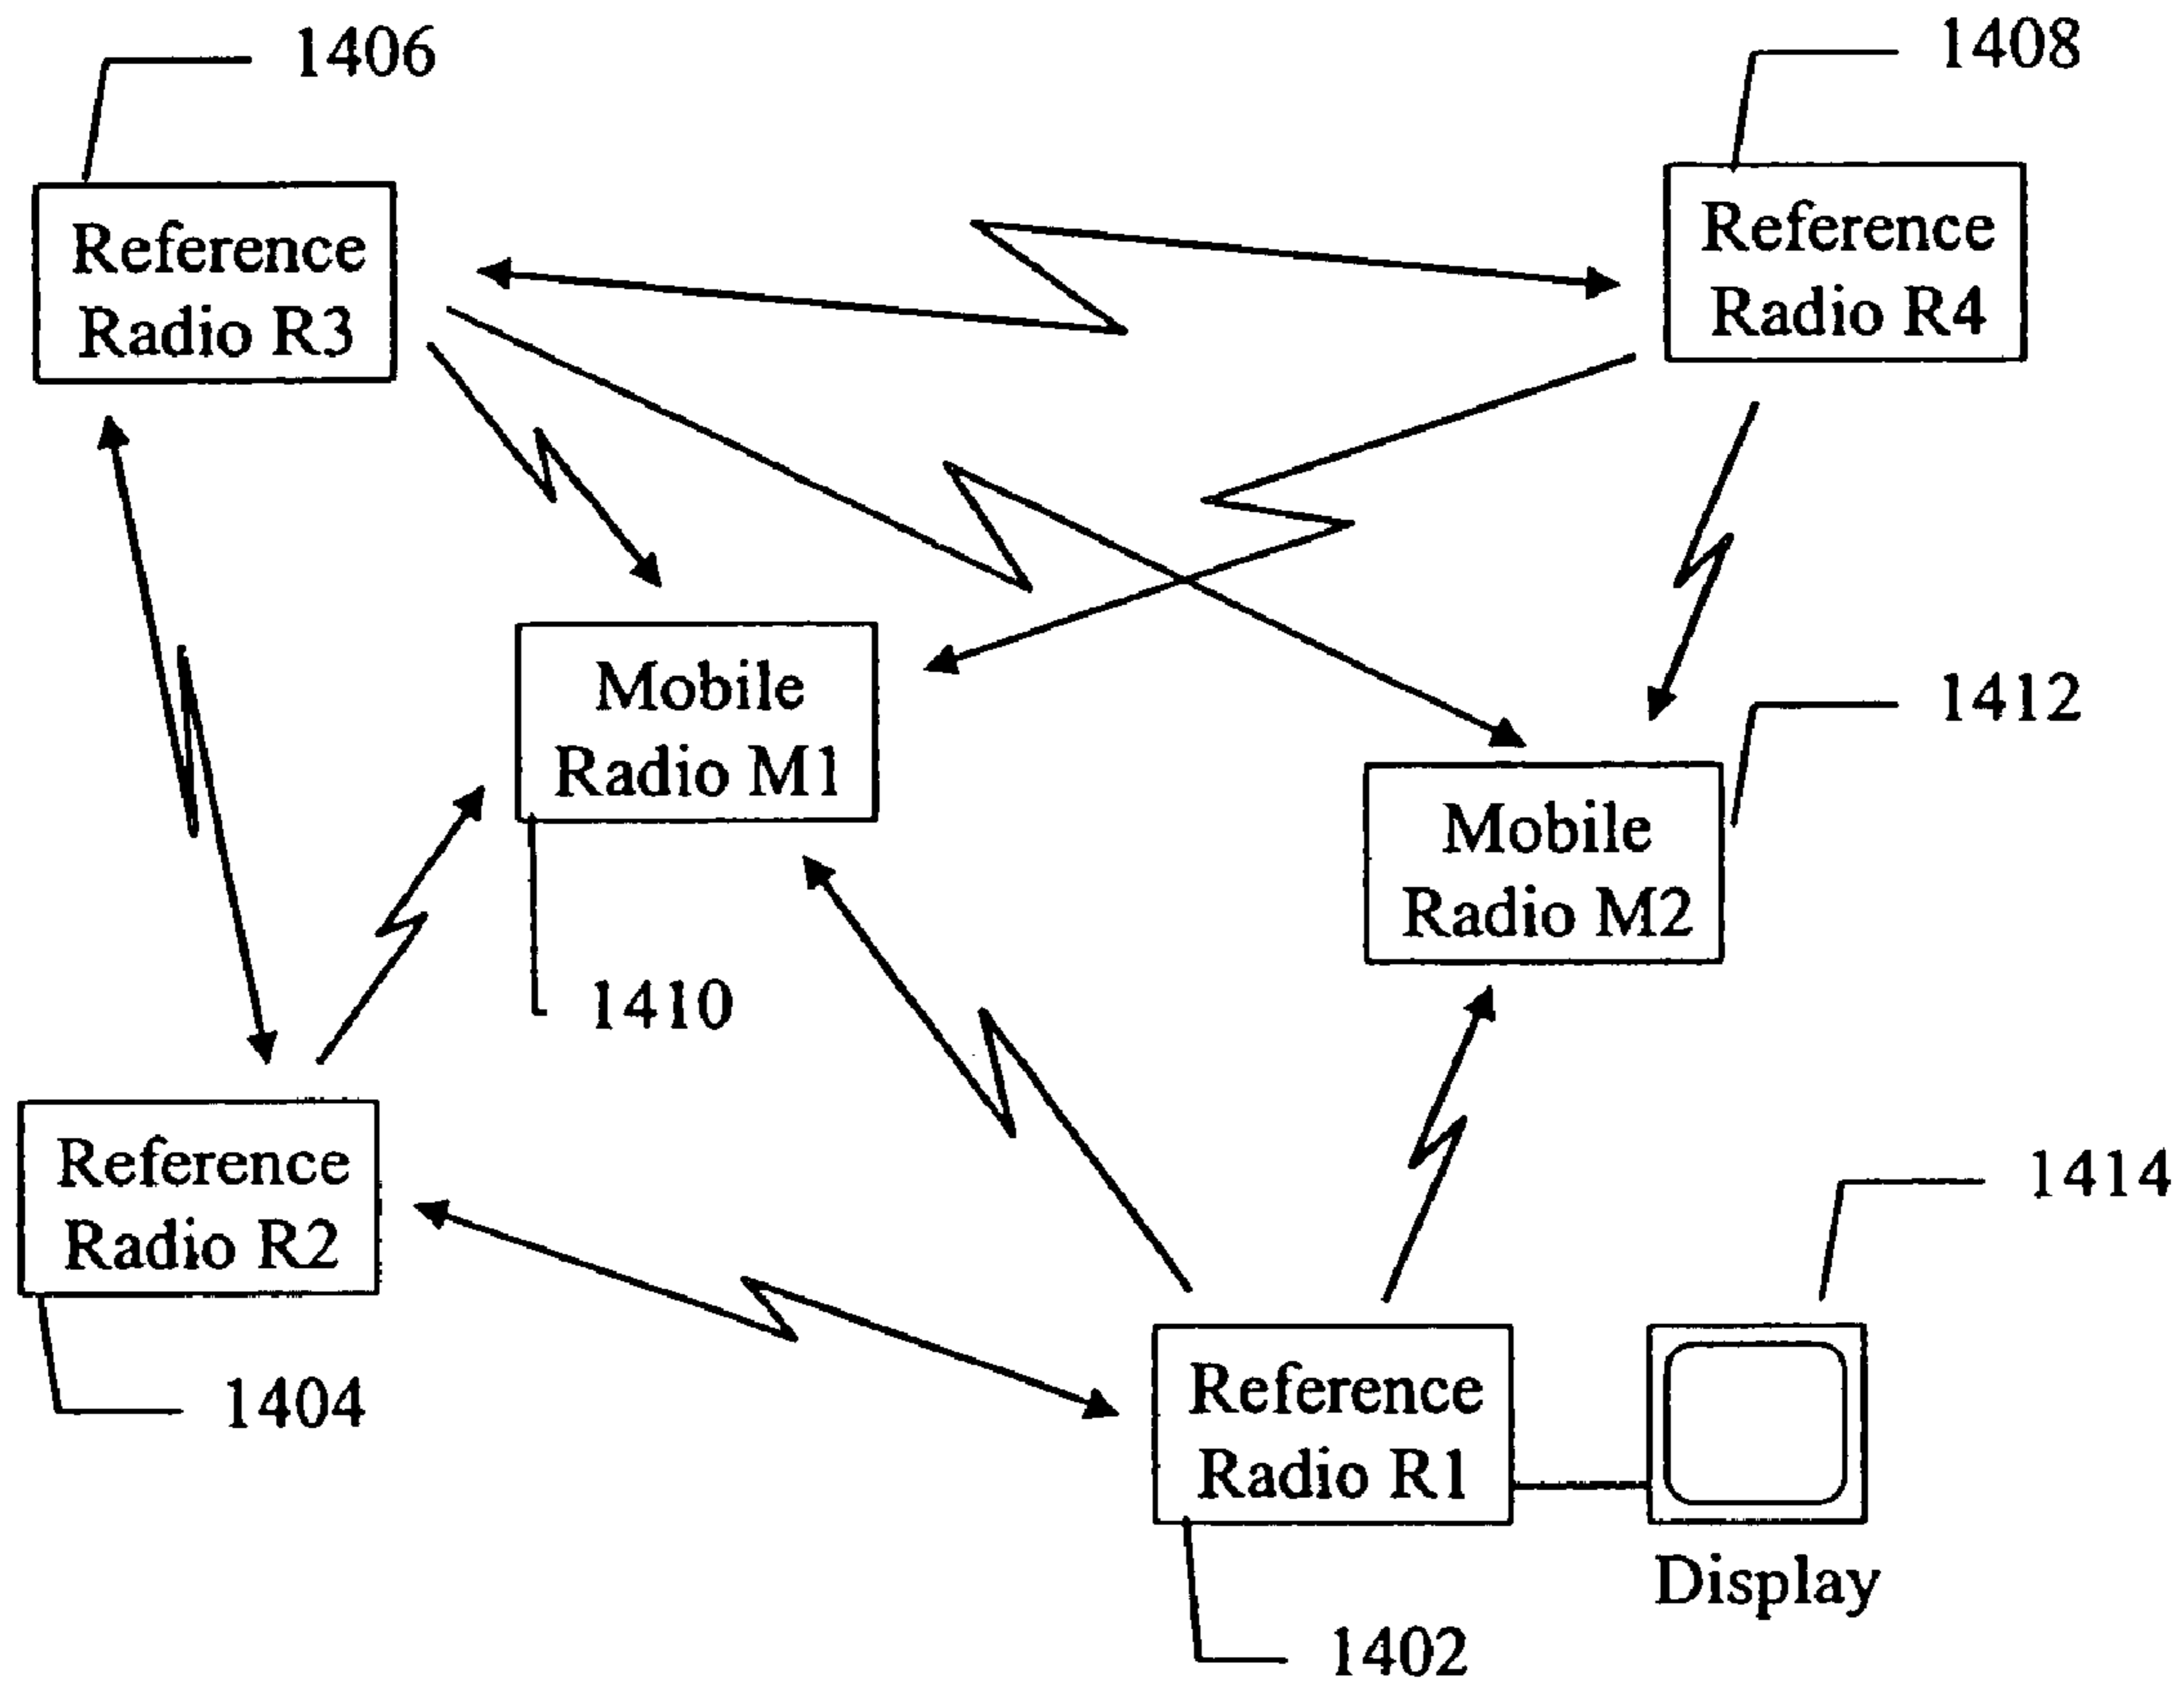 1406
1408
Reference
Radio R3
Reference
Radio R4
Mobile
Radio M1
1412
Mobile
Radio M2
1410
Reference
Radio R2
1414
1404
Reference
Radio R1
Display
1402